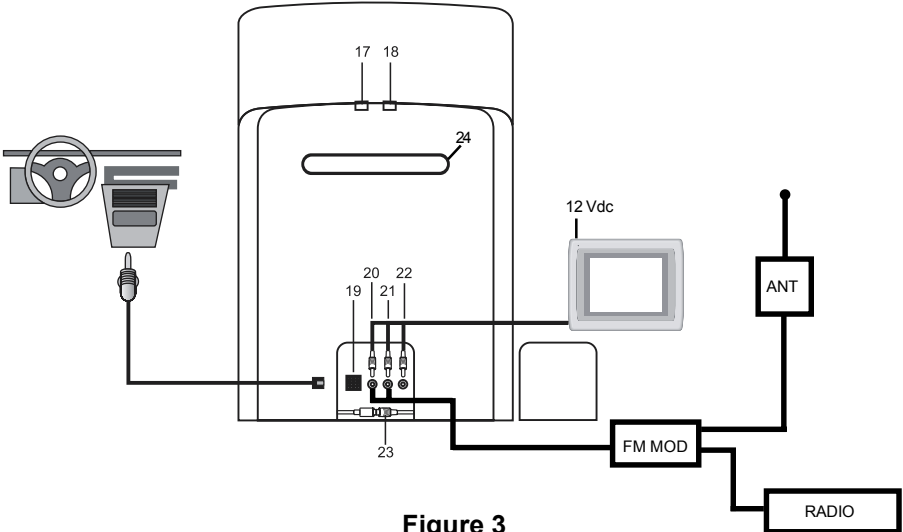 17 18
24
12 Vdc
ANT
20 22
19 21
23
FM MOD
RADIO
Figure 3